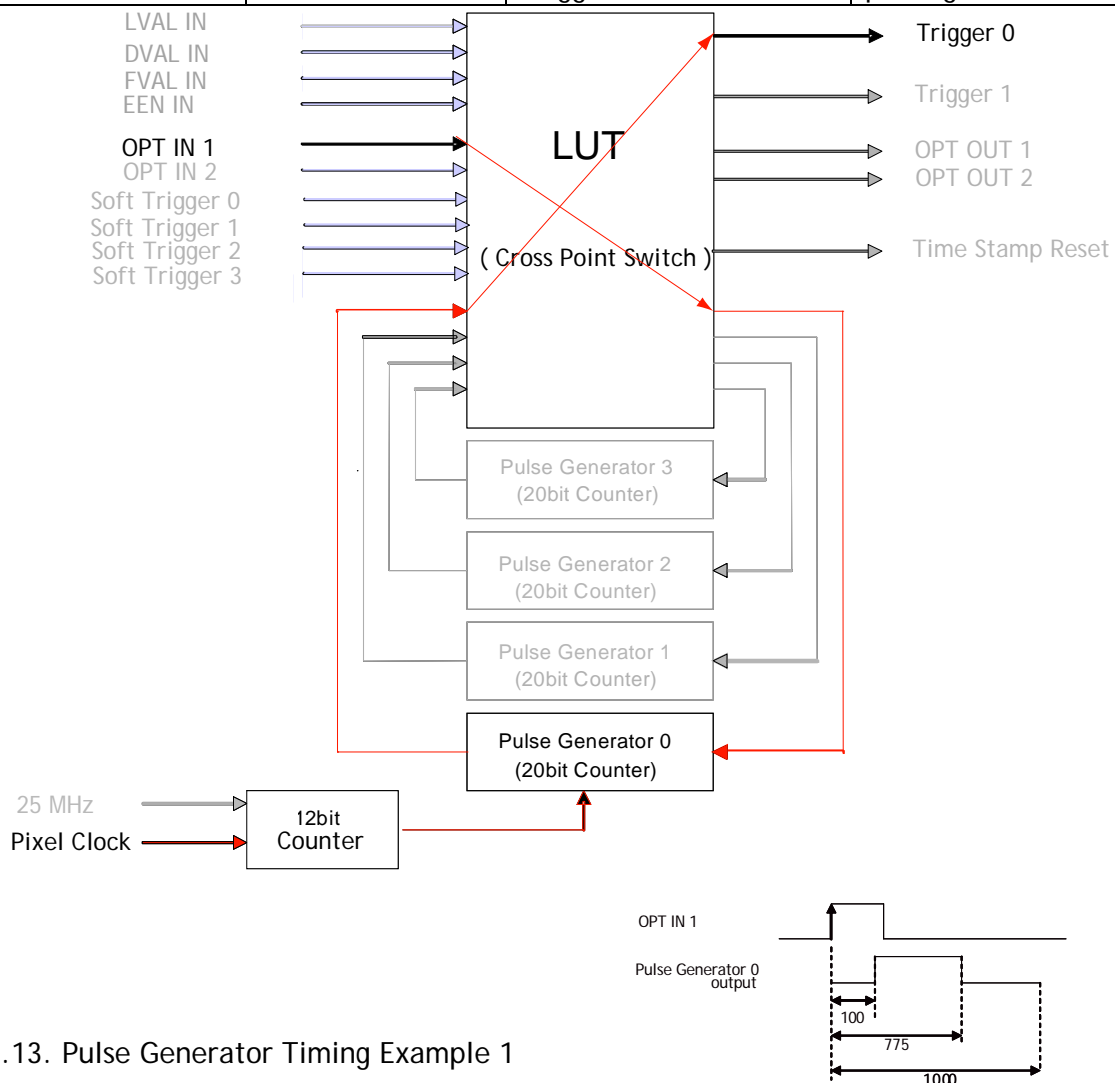 LVAL IN
DVAL IN
FVAL IN
EEN IN
OPT IN 1
OPT IN 2
Soft Trigger 0
Soft Trigger 1
Soft Trigger 2
Soft Trigger 3
LUT
( Cross Point Switch )
Trigger 0
Trigger 1
OPT OUT 1
OPT OUT 2
Time Stamp Reset
Pulse Generator 3
(20bit Counter)
Pulse Generator 2
(20bit Counter)
Pulse Generator 1
(20bit Counter)
Pulse Generator 0
(20bit Counter)
25 MHz
Pixel Clock
12bit
Counter
OPT IN 1
Pulse Generator 0
output
100
775
1000
.13. Pulse Generator Timing Example 1